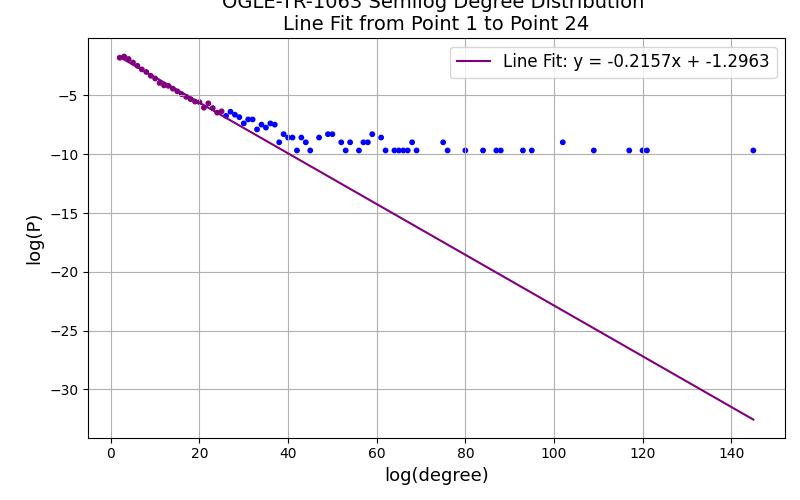 OGLE-TR-1063 Semilog Degree Distribution
Line Fit from Point 1 to Point 24
Line Fit: y = -0.2157x + -1.2963
log(P)
−5
−10
−15
−20
−25
−30
0 20 40 60 80 100 120 140
log(degree)